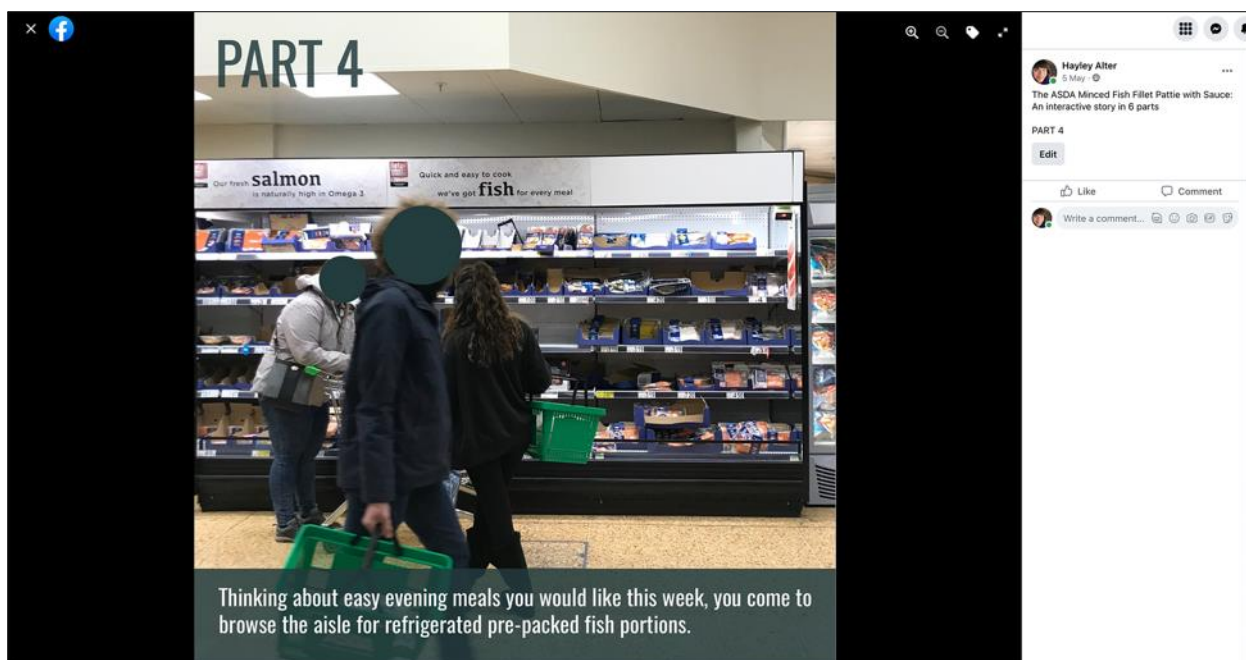 PART 4
Our fresh salmon
is naturally high in Omega 3
Quick and easy to cook
we've got fish for every meal
Thinking about easy evening meals you would like this week, you come to
browse the aisle for refrigerated pre-packed fish portions.
Hayley Alter
5 May ·
The ASDA Minced Fish Fillet Pattie with Sauce:
An interactive story in 6 parts
PART 4
Edit
Like
Comment
Write a comment...